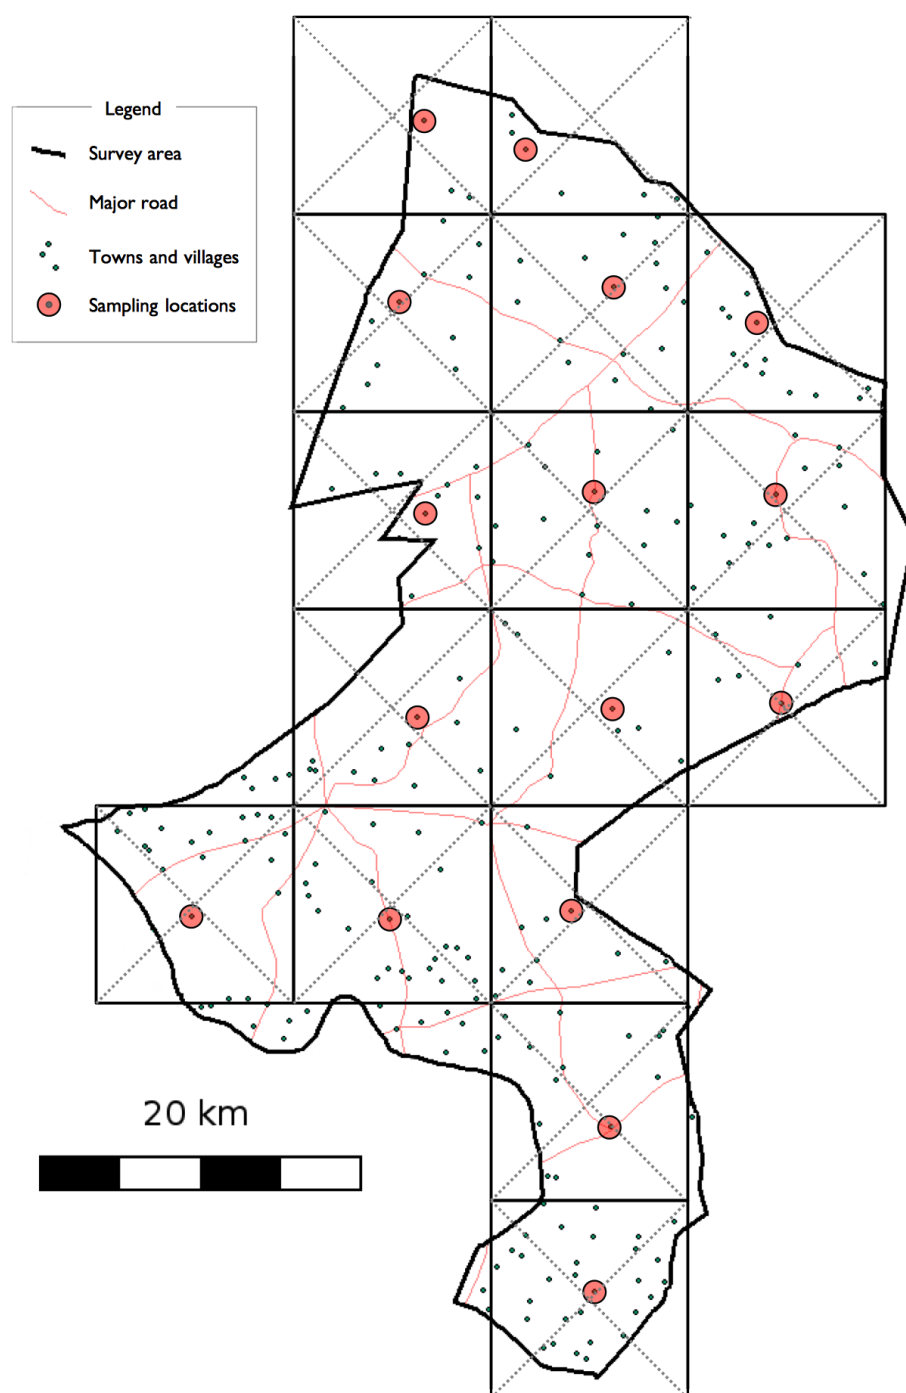 Legend
Survey area
Major road
Towns and villages
Sampling locations
20 km